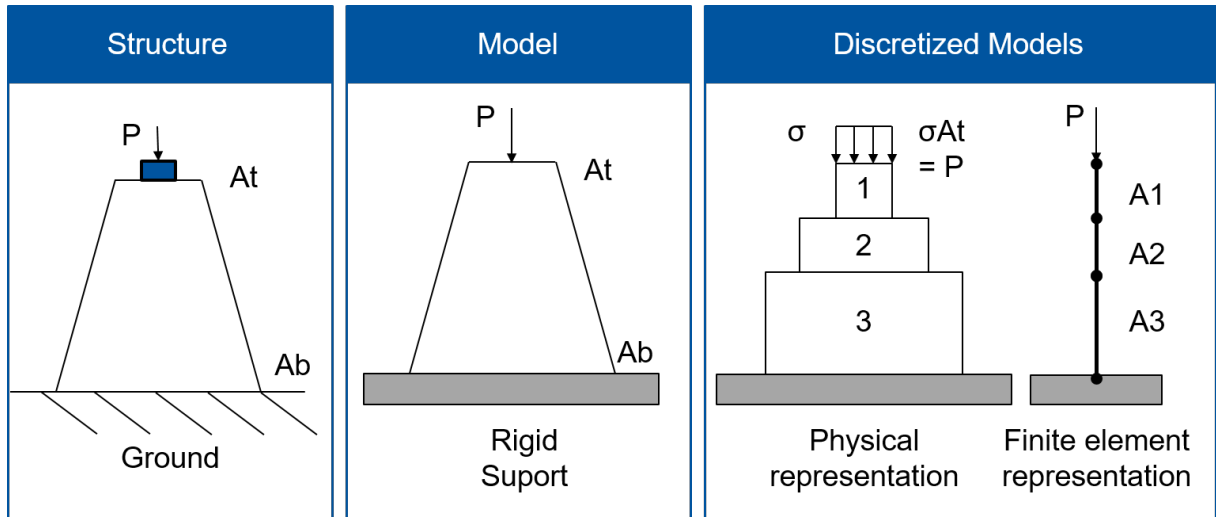 Structure
P
At
Ab
Ground
Model
P
At
Ab
Rigid
Suport
Discretized Models
σ
σAt
= P
1
2
3
Physical
representation
P
A1
A2
A3
Finite element
representation